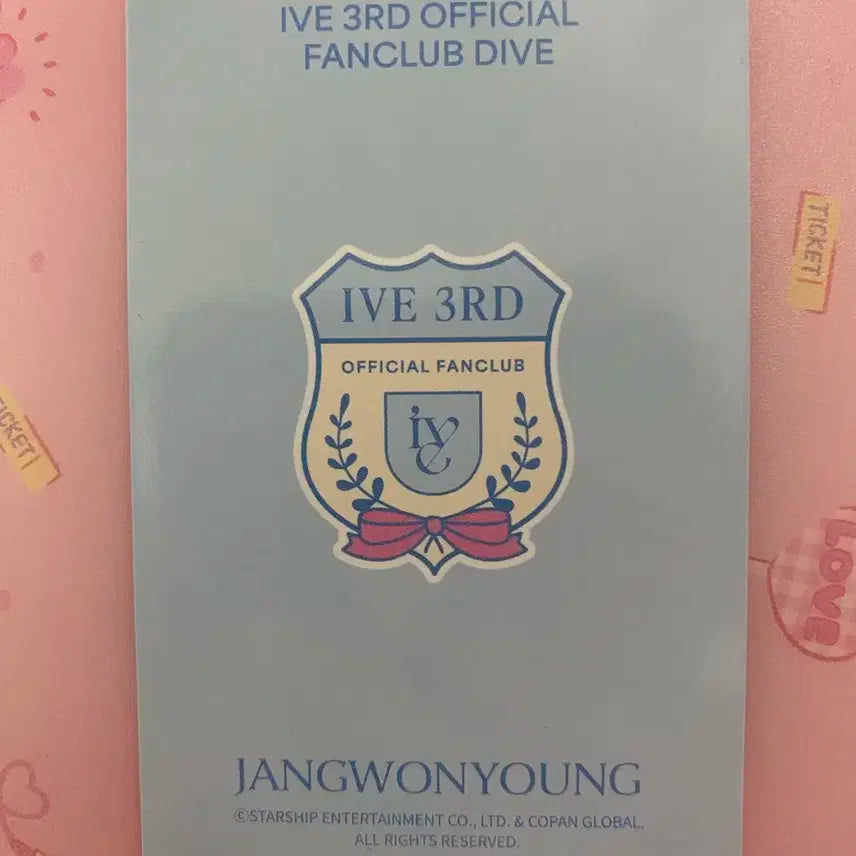 IVE 3RD OFFICIAL
FANCLUB DIVE
IVE 3RD
OFFICIAL FANCLUB
ive
JANGWONYOUNG
©STARSHIP ENTERTAINMENT CO., LTD. & COPAN GLOBAL.
ALL RIGHTS RESERVED.
TICKET
TICKET
LOVE